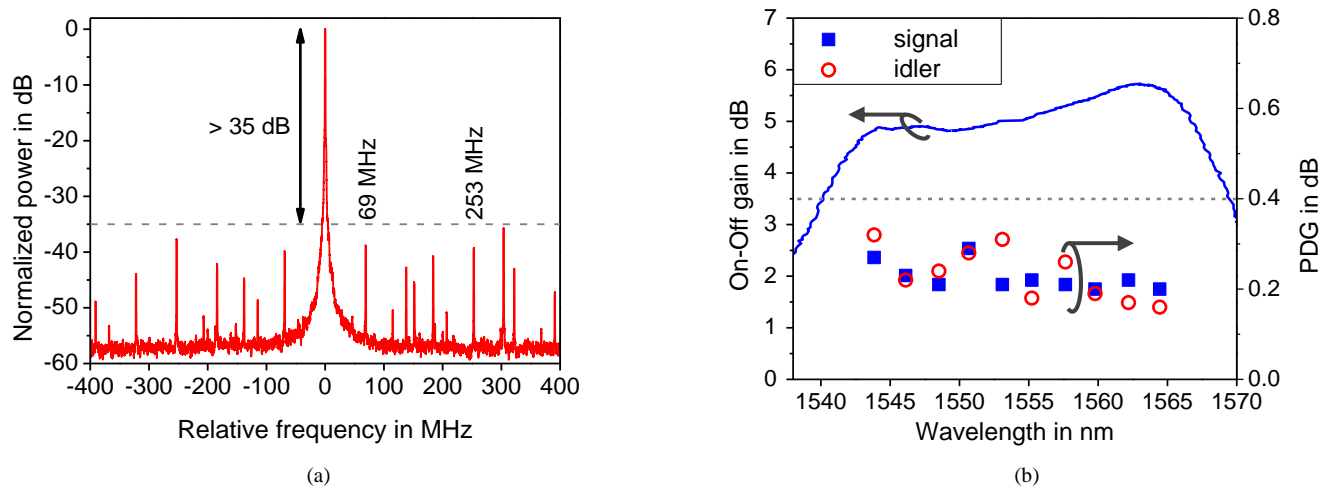 0
-10
-20
-30
-40
-50
-60
Normalized power in dB
> 35 dB
69 MHz
253 MHz
-400 -300 -200 -100 0 100 200 300 400
Relative frequency in MHz
(a)
7
6
5
4
3
2
1
0
On-Off gain in dB
signal
idler
0.8
0.6
0.4
0.2
0.0
PDG in dB
1540 1545 1550 1555 1560 1565 1570
Wavelength in nm
(b)